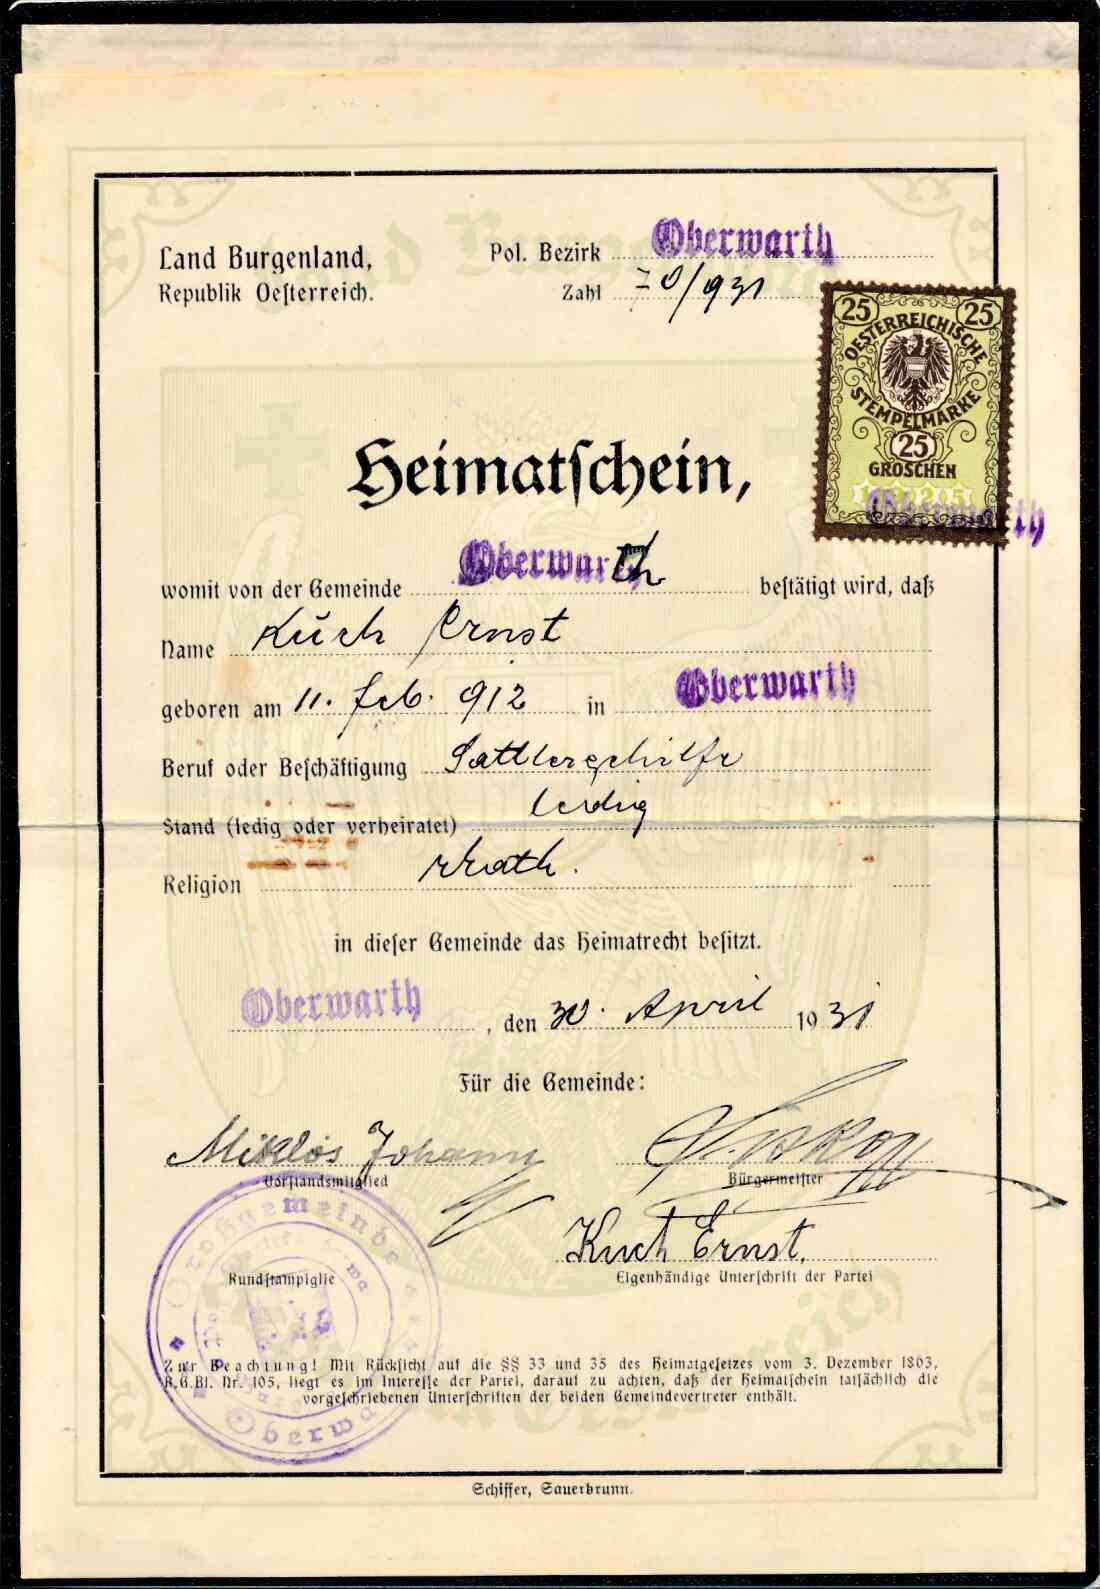 Land Burgenland,
Republik Oeſterreich.
Pol. Bezirk Oberwarth
Zahl 70/931
25 25
OESTERREICHISCHE
STEMPELMARKE
25
GROSCHEN
1925
Oberwarth
Heimatſchein,
womit von der Gemeinde Oberwarth beſtätigt wird, daß
Name Kuch Ernst
geboren am 11. Feb. 912 in Oberwarth
Beruf oder Beſchäftigung Sattlergehilfe
Stand (ledig oder verheiratet) ledig
Religion rkath.
in dieſer Gemeinde das Heimatrecht beſitzt.
Oberwarth, den 30. April 1931
Für die Gemeinde:
Miklós Johann
Vorſtandsmitglied Bürgermeiſter
Kuch Ernst.
Rundſtampiglie Eigenhändige Unterſchrift der Partei
Großgemeinde
Oberwa
Zur Beachtung! Mit Rückſicht auf die §§ 33 und 35 des Heimatgeſetzes vom 3. Dezember 1863,
R.G.Bl. Nr. 105, liegt es im Intereſſe der Partei, darauf zu achten, daß der Heimatſchein tatſächlich die
vorgeſchriebenen Unterſchriften der beiden Gemeindevertreter enthält.
Schiffer, Sauerbrunn.